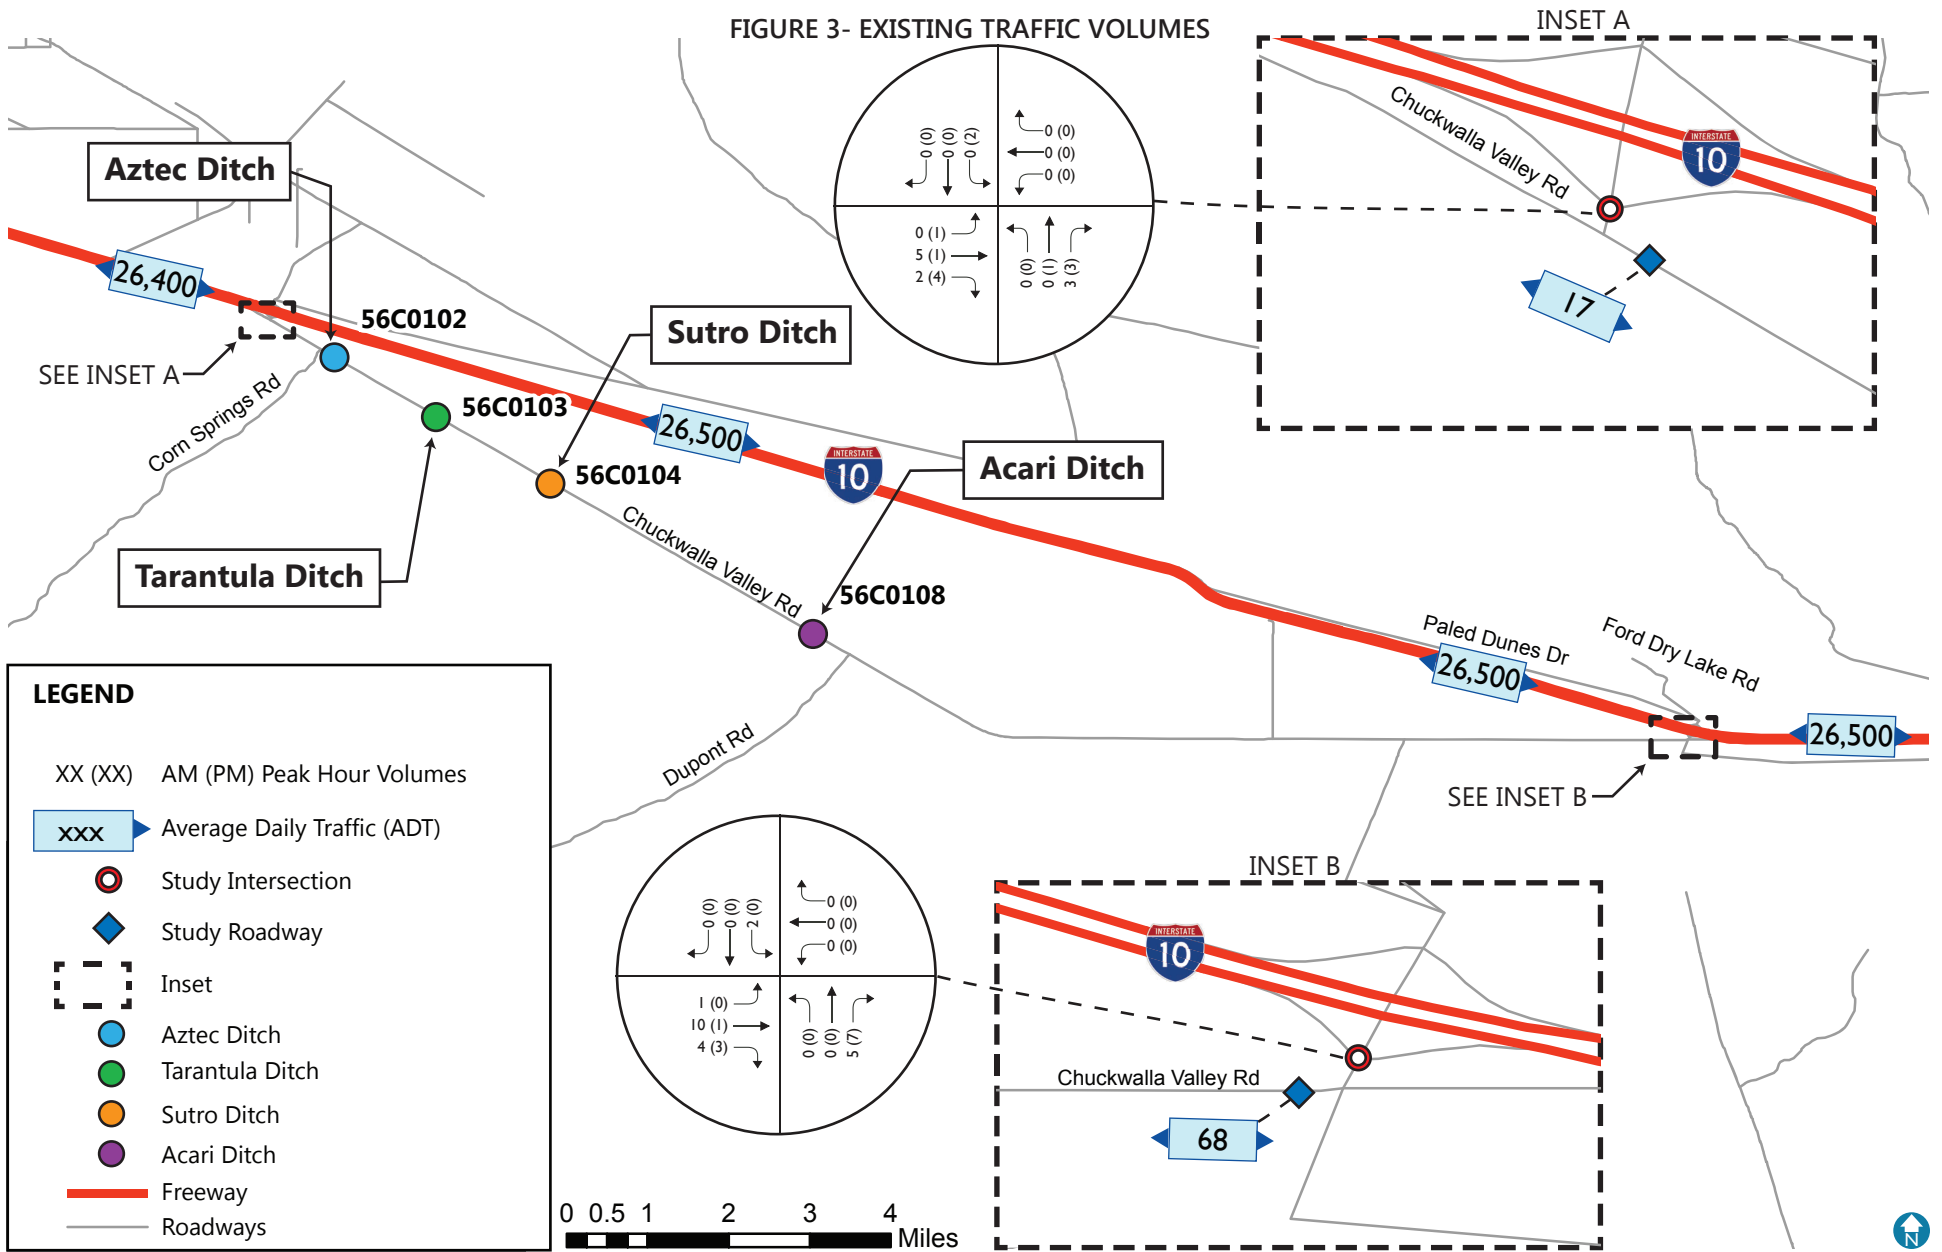 FIGURE 3- EXISTING TRAFFIC VOLUMES
INSET A
Chuckwalla Valley Rd
INTERSTATE
10
17
0 (0)
0 (0)
0 (2)
0 (0)
0 (0)
0 (0)
0 (1)
5 (1)
2 (4)
0 (0)
0 (1)
3 (3)
Aztec Ditch
26,400
56C0102
SEE INSET A
Corn Springs Rd
Sutro Ditch
56C0103
26,500
56C0104
INTERSTATE
10
Acari Ditch
Tarantula Ditch
Chuckwalla Valley Rd
56C0108
Paled Dunes Dr
Ford Dry Lake Rd
26,500
26,500
Dupont Rd
SEE INSET B
LEGEND
XX (XX) AM (PM) Peak Hour Volumes
XXX Average Daily Traffic (ADT)
Study Intersection
Study Roadway
Inset
Aztec Ditch
Tarantula Ditch
Sutro Ditch
Acari Ditch
Freeway
Roadways
0 (0)
0 (0)
2 (0)
0 (0)
0 (0)
0 (0)
1 (0)
10 (1)
4 (3)
0 (0)
0 (0)
5 (7)
INSET B
INTERSTATE
10
Chuckwalla Valley Rd
68
0 0.5 1 2 3 4
Miles
N